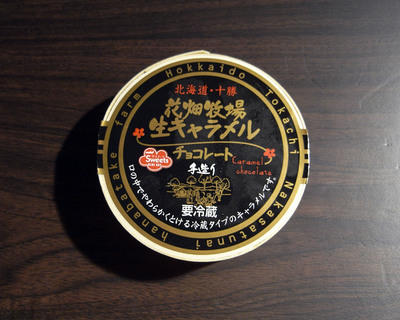 hanabatake farm Hokkaido Tokachi Nakasatsunai
北海道・十勝
花畑牧場
生キャラメル
チョコレート
Caramel
chocolate
Sweets
手造り
要冷蔵
口の中でやわらかくとける冷蔵タイプのキャラメルです。